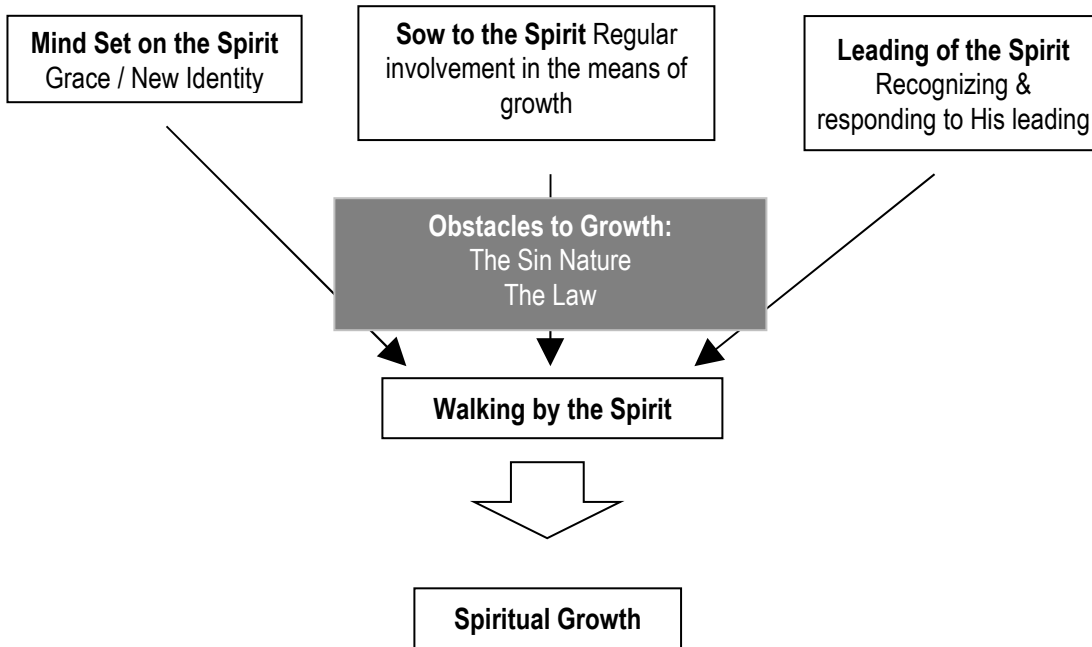 Mind Set on the Spirit
Grace / New Identity
Sow to the Spirit Regular
involvement in the means of
growth
Leading of the Spirit
Recognizing &
responding to His leading
Obstacles to Growth:
The Sin Nature
The Law
Walking by the Spirit
Spiritual Growth